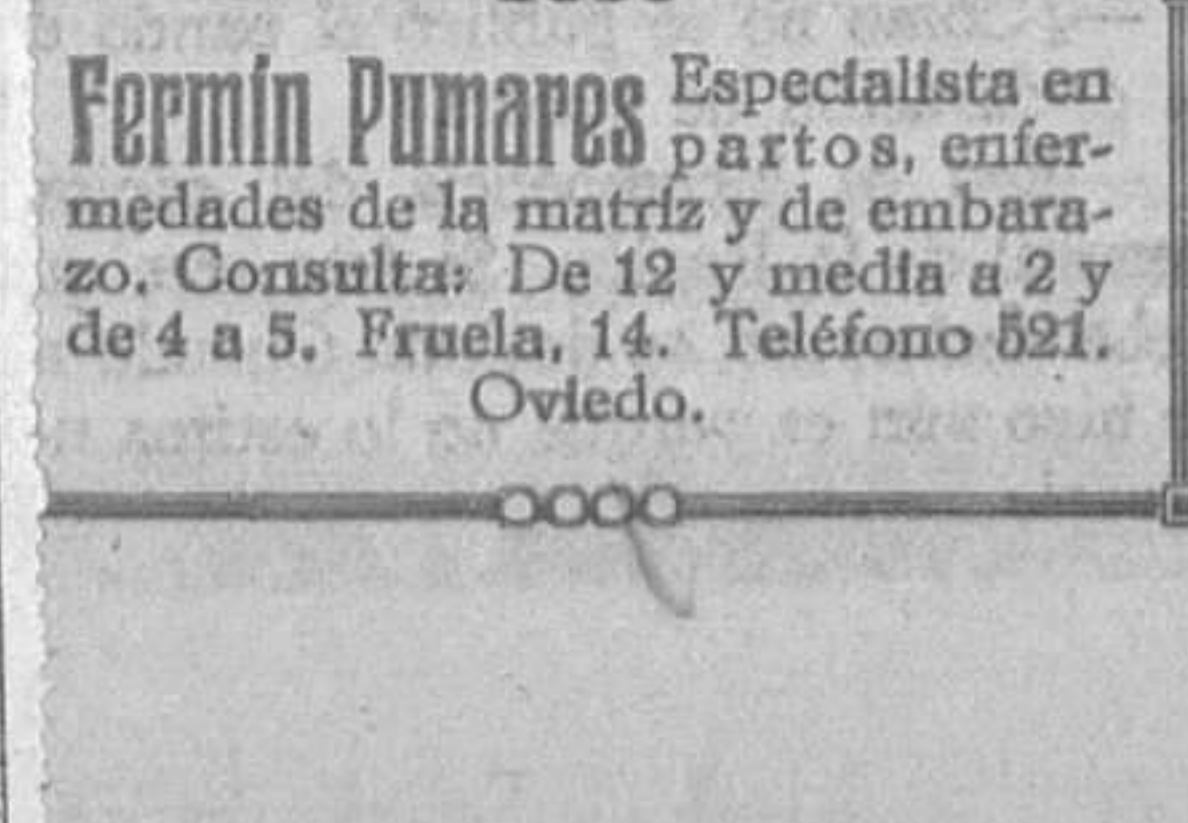 Fermín Pumares Especialista en
partos, enfer-
medades de la matríz y de embara-
zo. Consulta: De 12 y media a 2 y
de 4 a 5. Fruela, 14. Teléfono 521.
Oviedo.